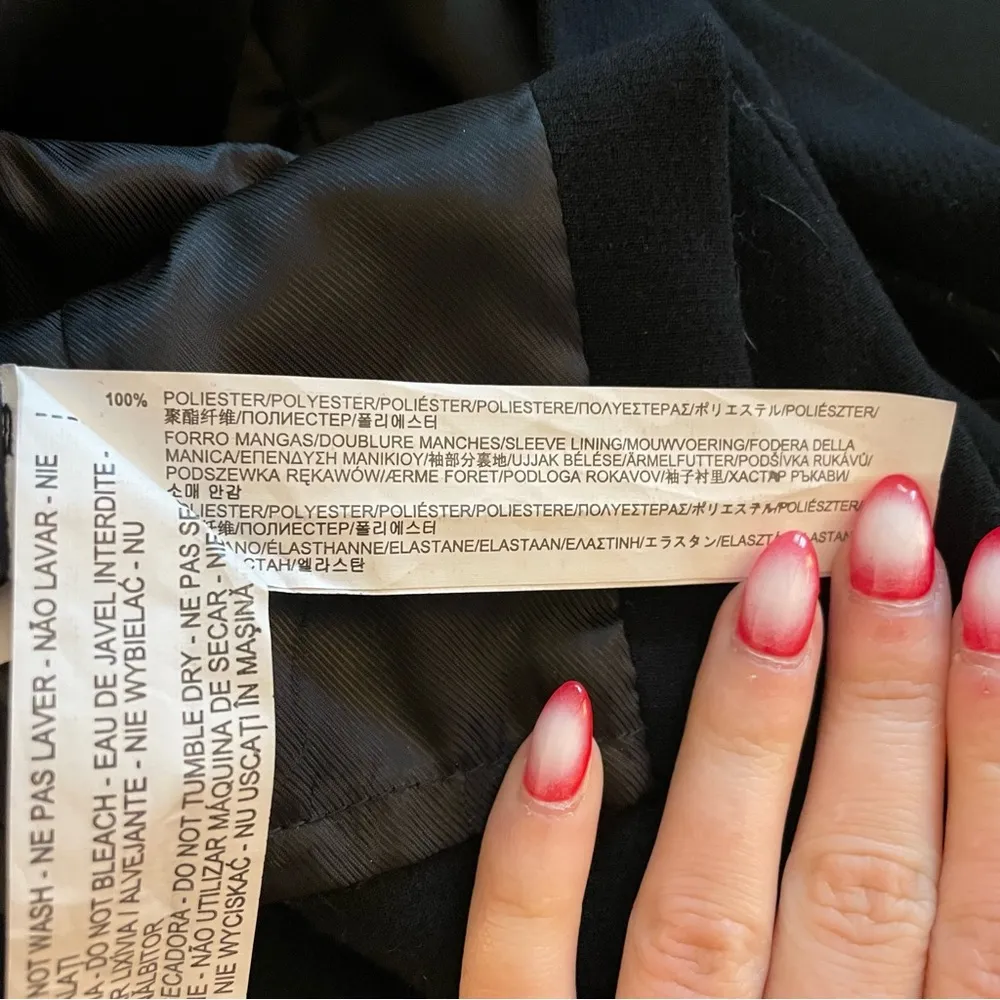 100% POLIESTER/POLYESTER/POLIÉSTER/POLIESTERE/ΠΟΛΥΕΣΤΕΡΑΣ/ポリエステル/POLIÉSZTER/
聚酯纤维/ПОЛИЕСТЕР/폴리에스터
FORRO MANGAS/DOUBLURE MANCHES/SLEEVE LINING/MOUWVOERING/FODERA DELLA
MANICA/ΕΠΕΝΔΥΣΗ ΜΑΝΙΚΙΟΥ/袖部分裏地/UJJAK BÉLÉSE/ÄRMELFUTTER/PODŠÍVKA RUKÁVŮ/
PODSZEWKA RĘKAWÓW/ÆRME FORET/PODLOGA ROKAVOV/袖子衬里/ХАСТАР РЪКАВИ/
소매 안감
POLIESTER/POLYESTER/POLIÉSTER/POLIESTERE/ΠΟΛΥΕΣΤΕΡΑΣ/ポリエステル/POLIÉSZTER/
纤维/ПОЛИЕСТЕР/폴리에스터
ANO/ÉLASTHANNE/ELASTANE/ELASTAAN/ΕΛΑΣΤΙΝΗ/エラスタン/ELASZT
СТАН/엘라스탄
NOT WASH - NE PAS LAVER - NÃO LAVAR - NIE
ALAȚI
- DO NOT BLEACH - EAU DE JAVEL INTERDITE -
R LIXIVIA I ALVEJANTE - NIE WYBIELAĆ - NU
ĂLBITOR
ECADORA - DO NOT TUMBLE DRY - NE PAS S
E - NÃO UTILIZAR MÁQUINA DE SECAR - NIE
NIE WYCISKAĆ - NU USCAȚI ÎN MAȘINĂ